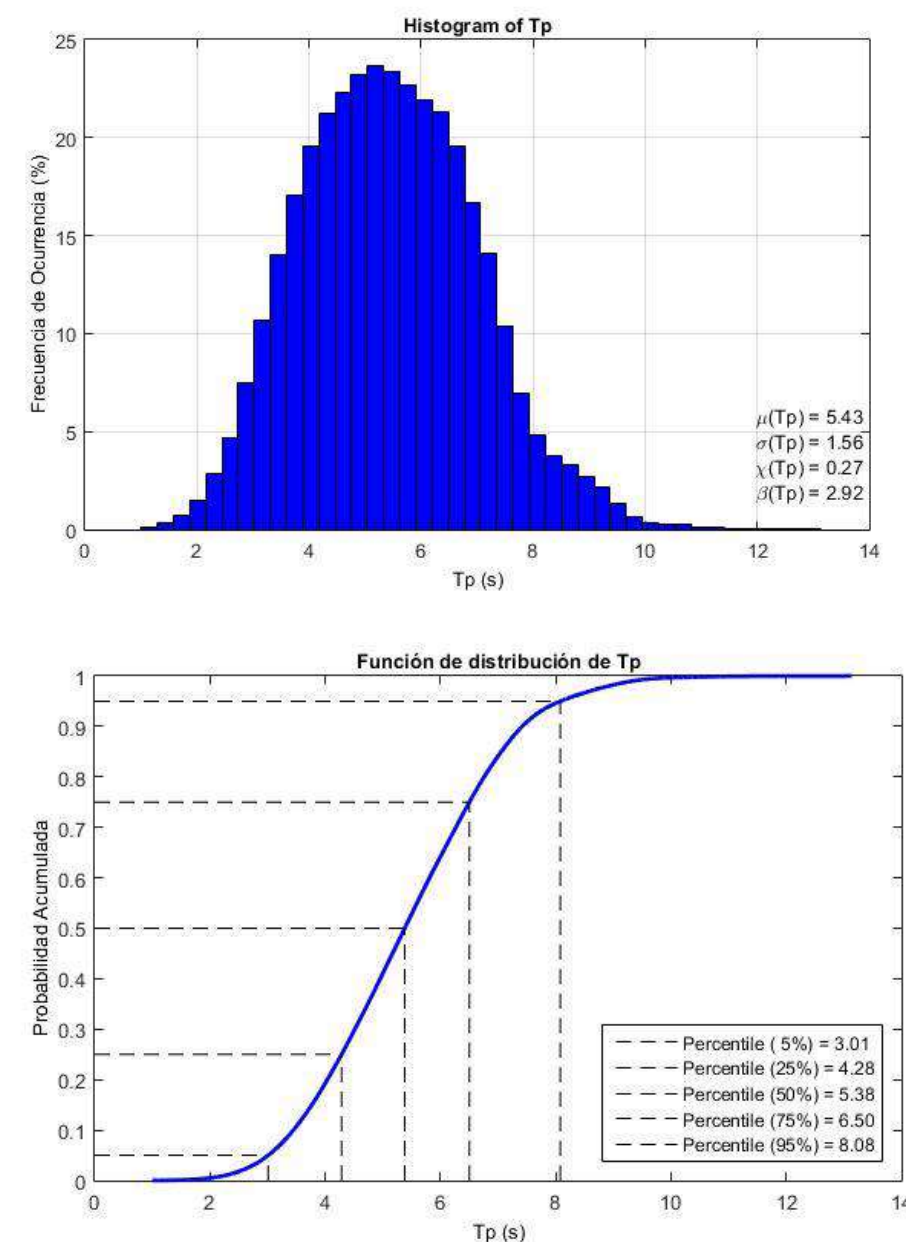 Histogram of Tp
25
20
15
10
5
0
Frecuencia de Ocurrencia (%)
μ(Tp) = 5.43
σ(Tp) = 1.56
χ(Tp) = 0.27
β(Tp) = 2.92
0 2 4 6 8 10 12 14
Tp (s)
Función de distribución de Tp
1
0.9
0.8
0.7
0.6
0.5
0.4
0.3
0.2
0.1
0
Probabilidad Acumulada
Percentile ( 5%) = 3.01
Percentile (25%) = 4.28
Percentile (50%) = 5.38
Percentile (75%) = 6.50
Percentile (95%) = 8.08
0 2 4 6 8 10 12 14
Tp (s)